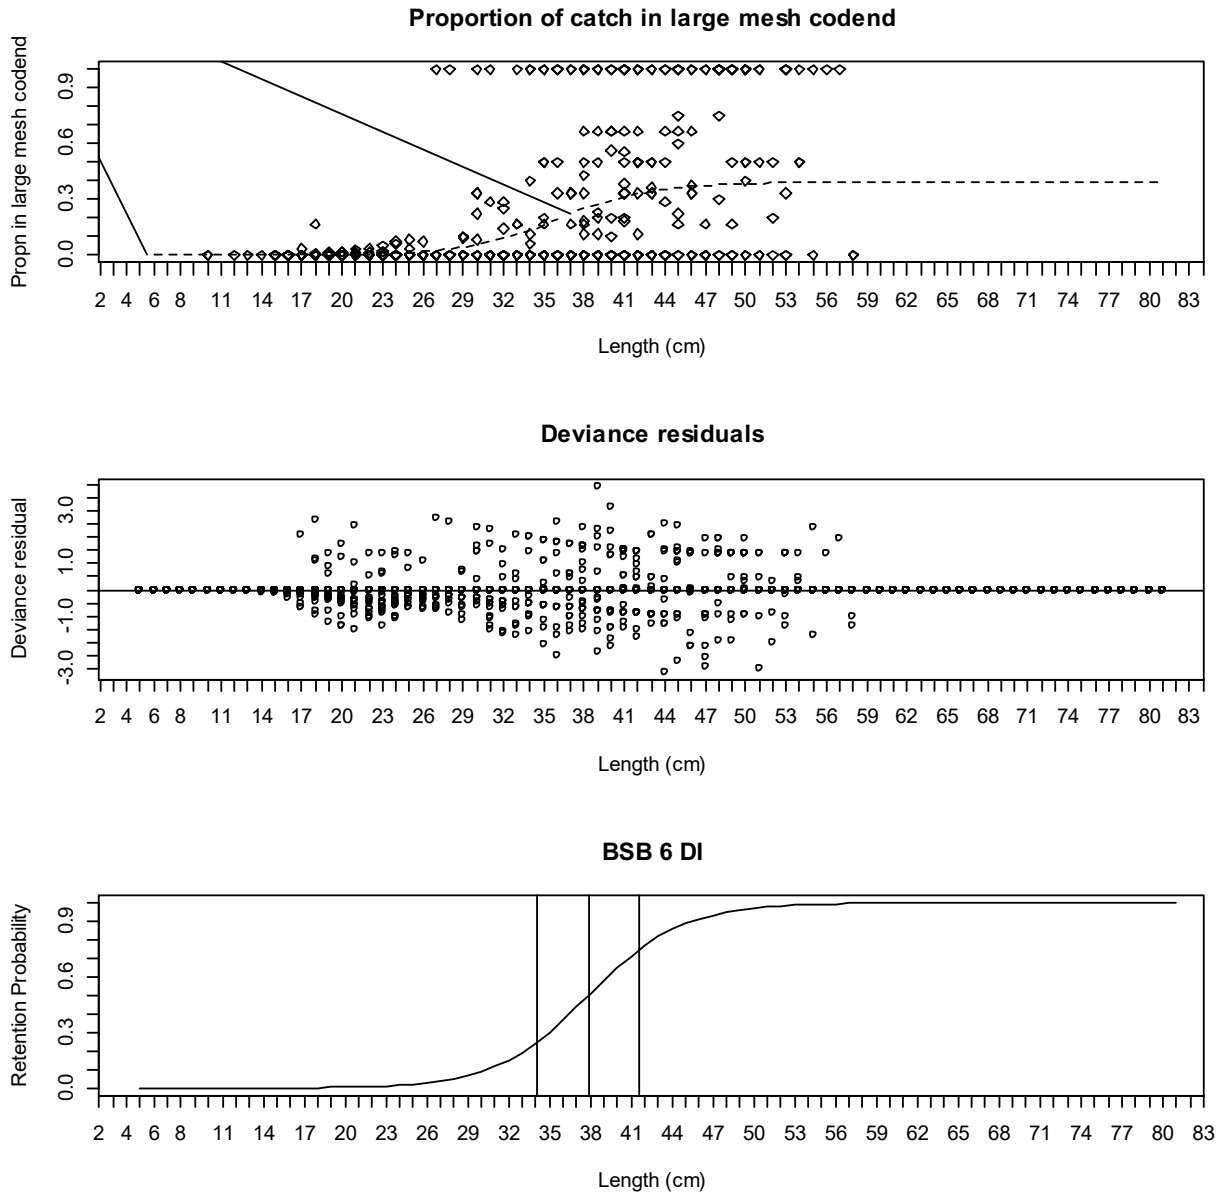 Proportion of catch in large mesh codend
Propn in large mesh codend
0.9
0.6
0.3
0.0
2 4 6 8 11 14 17 20 23 26 29 32 35 38 41 44 47 50 53 56 59 62 65 68 71 74 77 80 83
Length (cm)
Deviance residuals
Deviance residual
3.0
1.0
-1.0
-3.0
2 4 6 8 11 14 17 20 23 26 29 32 35 38 41 44 47 50 53 56 59 62 65 68 71 74 77 80 83
Length (cm)
BSB 6 DI
Retention Probability
0.9
0.6
0.3
0.0
2 4 6 8 11 14 17 20 23 26 29 32 35 38 41 44 47 50 53 56 59 62 65 68 71 74 77 80 83
Length (cm)